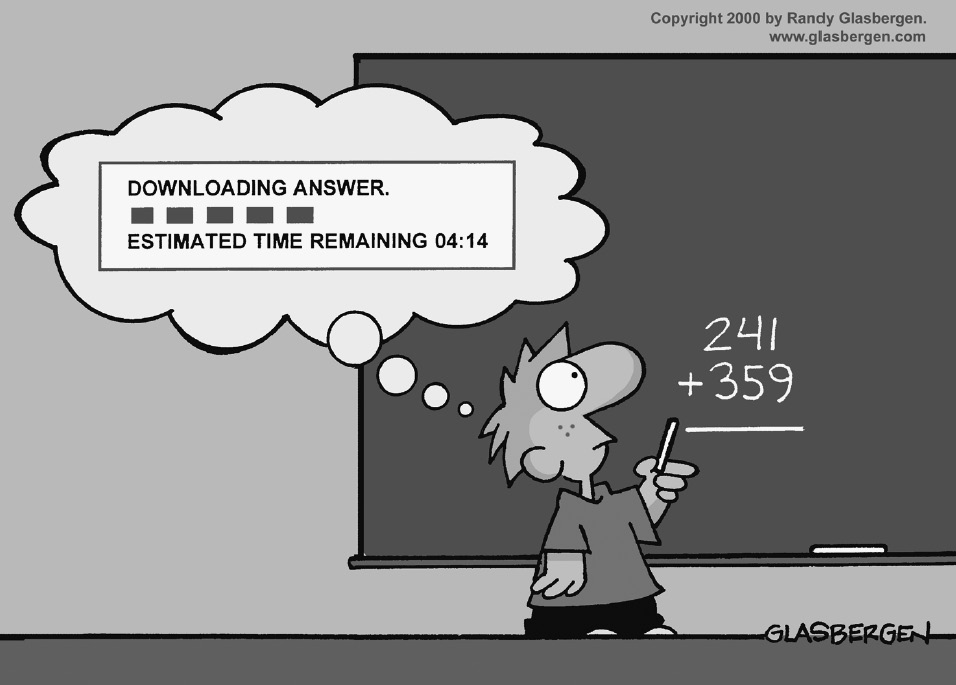 Copyright 2000 by Randy Glasbergen.
www.glasbergen.com
DOWNLOADING ANSWER.
ESTIMATED TIME REMAINING 04:14
241
+359
GLASBERGEN